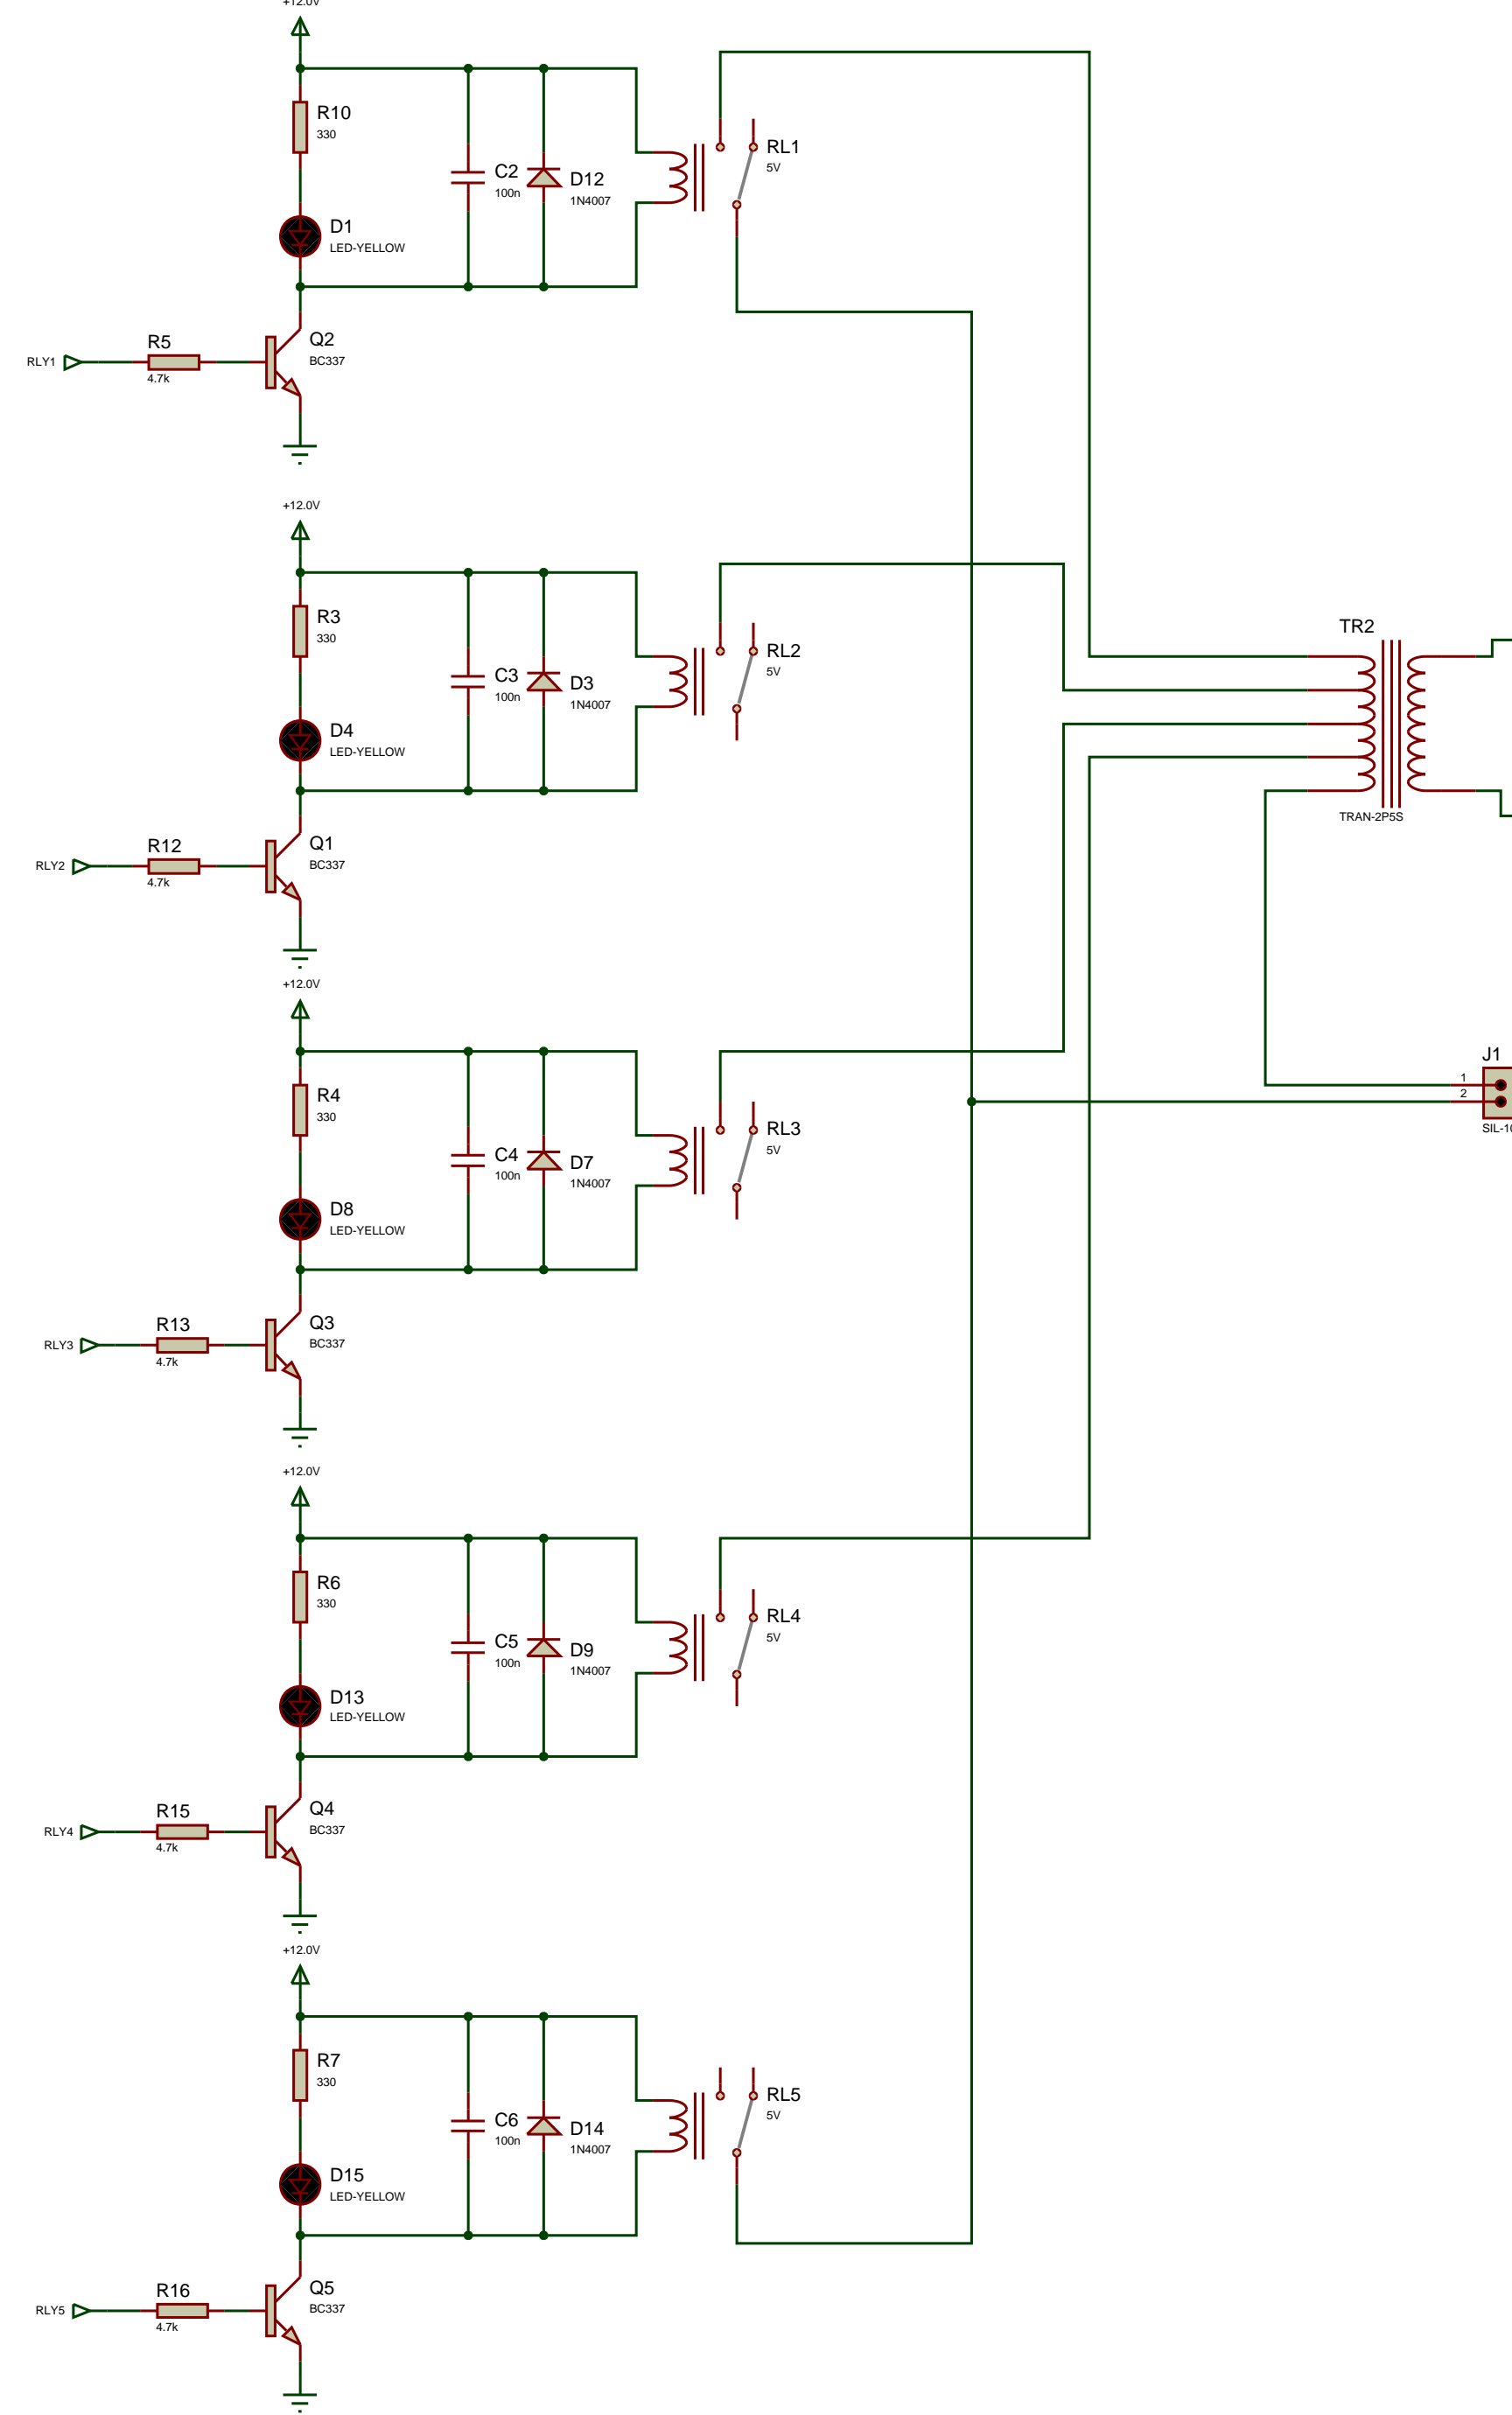 +12.0V
R10
330
C2
100n
D12
1N4007
RL1
5V
D1
LED-YELLOW
R5
4.7k
RLY1
Q2
BC337
+12.0V
R3
330
C3
100n
D3
1N4007
RL2
5V
D4
LED-YELLOW
R12
4.7k
RLY2
Q1
BC337
TR2
TRAN-2P5S
+12.0V
R4
330
C4
100n
D7
1N4007
RL3
5V
D8
LED-YELLOW
R13
4.7k
RLY3
Q3
BC337
J1
1
2
SIL-10
+12.0V
R6
330
C5
100n
D9
1N4007
RL4
5V
D13
LED-YELLOW
R15
4.7k
RLY4
Q4
BC337
+12.0V
R7
330
C6
100n
D14
1N4007
RL5
5V
D15
LED-YELLOW
R16
4.7k
RLY5
Q5
BC337